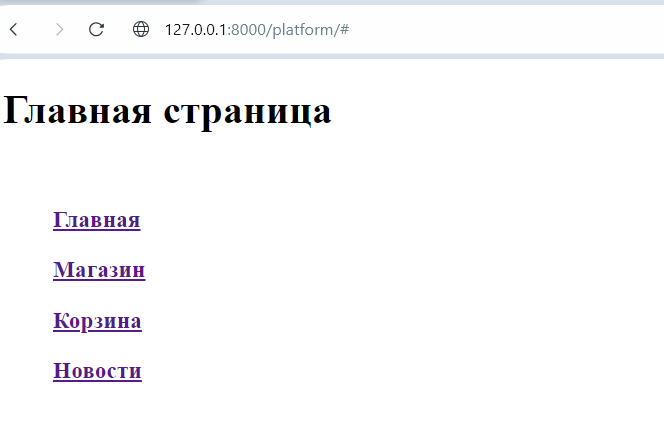 127.0.0.1:8000/platform/#
Главная страница
Главная
Магазин
Корзина
Новости